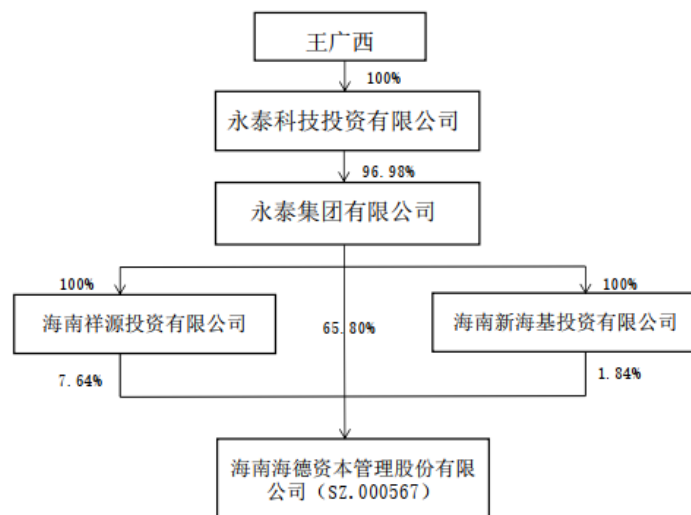 王广西
100%
永泰科技投资有限公司
96.98%
永泰集团有限公司
100%
100%
海南祥源投资有限公司
65.80%
海南新海基投资有限公司
7.64%
1.84%
海南海德资本管理股份有限
公司（SZ.000567）